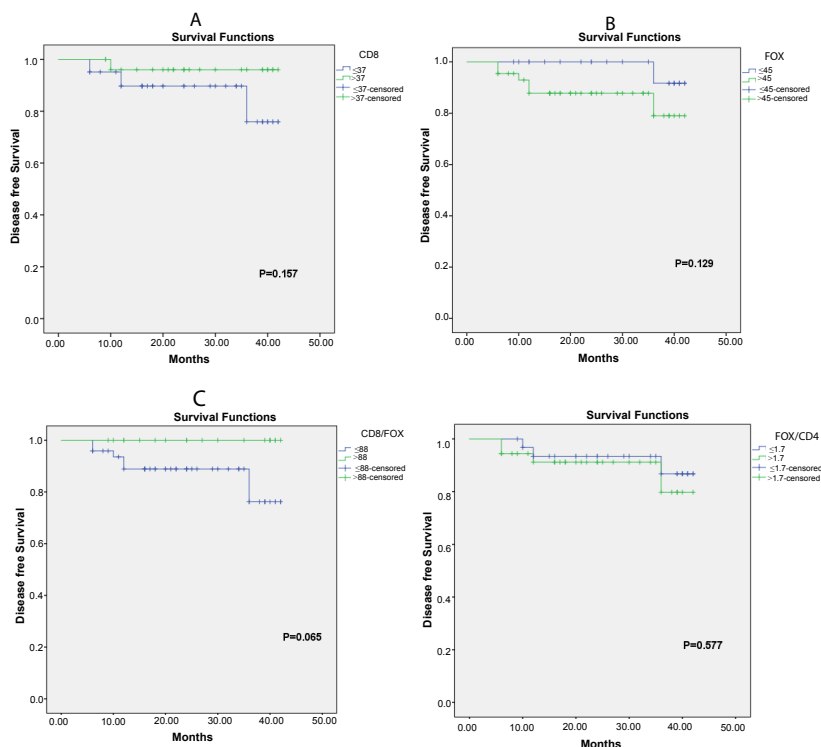 A
Survival Functions
CD8
≤37
>37
≤37-censored
>37-censored
1.0
0.8
0.6
0.4
0.2
0.0
Disease free Survival
P=0.157
0.00 10.00 20.00 30.00 40.00 50.00
Months
B
Survival Functions
FOX
≤45
>45
≤45-censored
>45-censored
1.0
0.8
0.6
0.4
0.2
0.0
Disease free Survival
P=0.129
0.00 10.00 20.00 30.00 40.00 50.00
Months
C
Survival Functions
CD8/FOX
≤88
>88
≤88-censored
>88-censored
1.0
0.8
0.6
0.4
0.2
0.0
Disease free Survival
P=0.065
0.00 10.00 20.00 30.00 40.00 50.00
Months
Survival Functions
FOX/CD4
≤1.7
>1.7
≤1.7-censored
>1.7-censored
1.0
0.8
0.6
0.4
0.2
0.0
Disease free Survival
P=0.577
0.00 10.00 20.00 30.00 40.00 50.00
Months